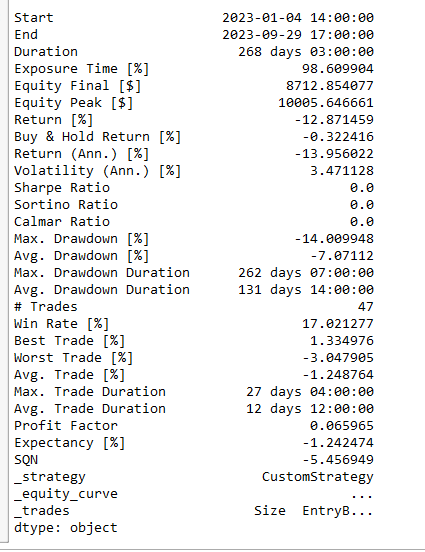 Start 2023-01-04 14:00:00
End 2023-09-29 17:00:00
Duration 268 days 03:00:00
Exposure Time [%] 98.609904
Equity Final [$] 8712.854077
Equity Peak [$] 10005.646661
Return [%] -12.871459
Buy & Hold Return [%] -0.322416
Return (Ann.) [%] -13.956022
Volatility (Ann.) [%] 3.471128
Sharpe Ratio 0.0
Sortino Ratio 0.0
Calmar Ratio 0.0
Max. Drawdown [%] -14.009948
Avg. Drawdown [%] -7.07112
Max. Drawdown Duration 262 days 07:00:00
Avg. Drawdown Duration 131 days 14:00:00
# Trades 47
Win Rate [%] 17.021277
Best Trade [%] 1.334976
Worst Trade [%] -3.047905
Avg. Trade [%] -1.248764
Max. Trade Duration 27 days 04:00:00
Avg. Trade Duration 12 days 12:00:00
Profit Factor 0.065965
Expectancy [%] -1.242474
SQN -5.456949
_strategy CustomStrategy
_equity_curve ...
_trades Size EntryB...
dtype: object